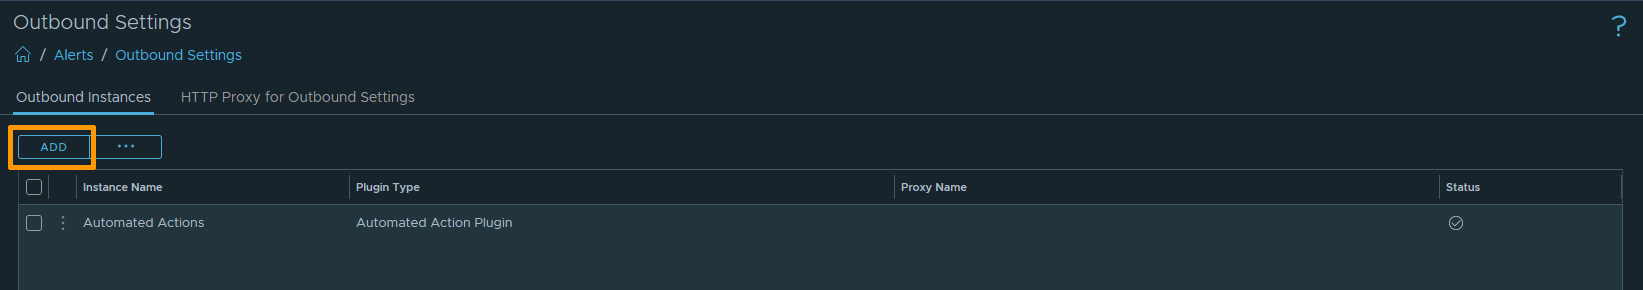 Outbound Settings
?
/ Alerts / Outbound Settings
Outbound Instances HTTP Proxy for Outbound Settings
ADD ...
Instance Name Plugin Type Proxy Name Status
Automated Actions Automated Action Plugin